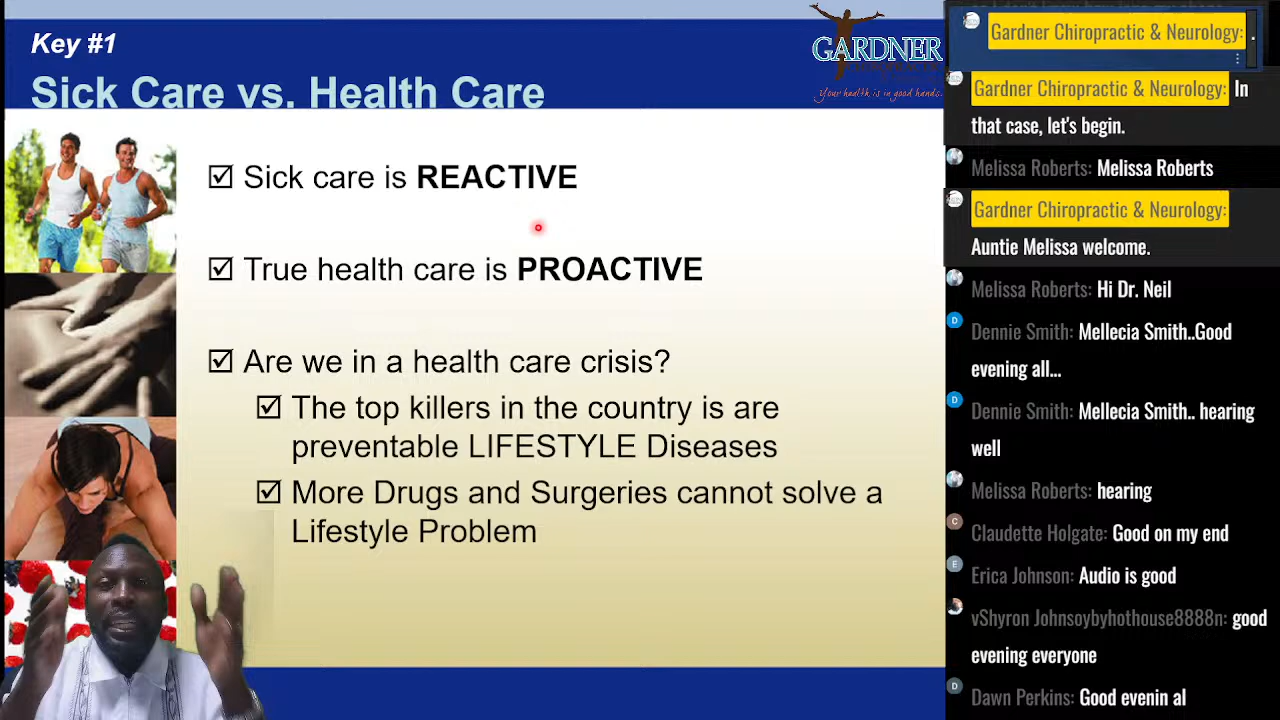 Key #1
Sick Care vs. Health Care
GARDNER
Your health is in good hands.
☑ Sick care is REACTIVE
☑ True health care is PROACTIVE
☑ Are we in a health care crisis?
☑ The top killers in the country is are
preventable LIFESTYLE Diseases
☑ More Drugs and Surgeries cannot solve a
Lifestyle Problem
Gardner Chiropractic & Neurology: .
Gardner Chiropractic & Neurology: In
that case, let's begin.
Melissa Roberts: Melissa Roberts
Gardner Chiropractic & Neurology:
Auntie Melissa welcome.
Melissa Roberts: Hi Dr. Neil
D
Dennie Smith: Mellecia Smith..Good
evening all...
D
Dennie Smith: Mellecia Smith.. hearing
well
Melissa Roberts: hearing
C
Claudette Holgate: Good on my end
E
Erica Johnson: Audio is good
vShyron Johnsoybyhothouse8888n: good
evening everyone
D
Dawn Perkins: Good evenin al